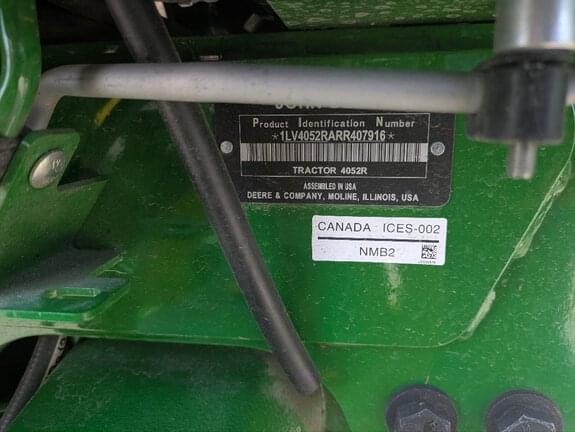 Product Identification Number
*1LV4052RARR407916*
TRACTOR 4052R
ASSEMBLED IN USA
DEERE & COMPANY, MOLINE, ILLINOIS, USA
CANADA ICES-002
NMB2